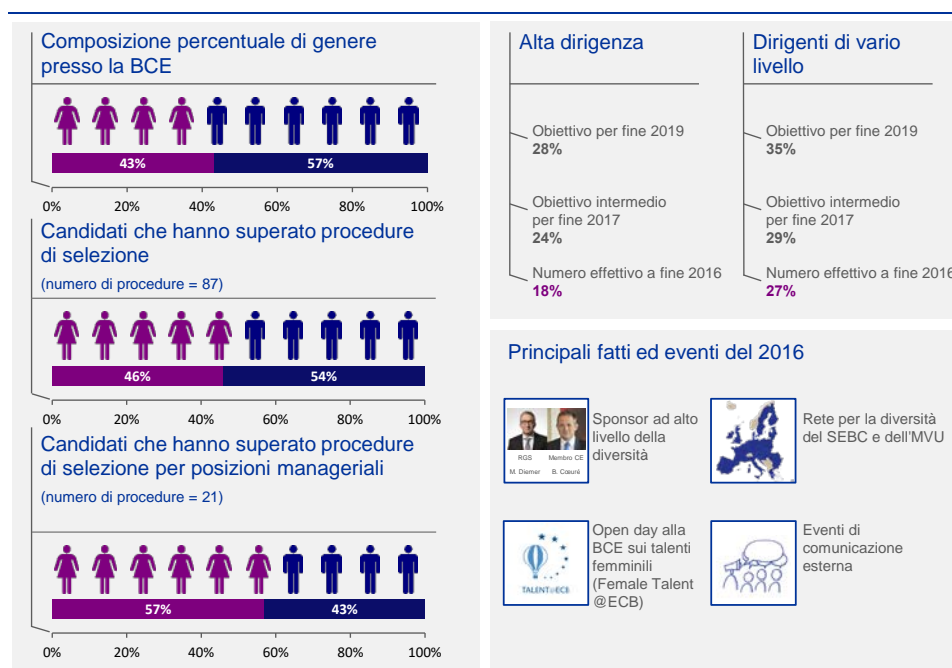 Composizione percentuale di genere
presso la BCE
43%
57%
0% 20% 40% 60% 80% 100%
Candidati che hanno superato procedure
di selezione
(numero di procedure = 87)
46%
54%
0% 20% 40% 60% 80% 100%
Candidati che hanno superato procedure
di selezione per posizioni manageriali
(numero di procedure = 21)
57%
43%
0% 20% 40% 60% 80% 100%
Alta dirigenza
Obiettivo per fine 2019
28%
Obiettivo intermedio
per fine 2017
24%
Numero effettivo a fine 2016
18%
Dirigenti di vario
livello
Obiettivo per fine 2019
35%
Obiettivo intermedio
per fine 2017
29%
Numero effettivo a fine 2016
27%
Principali fatti ed eventi del 2016
RGS Membro CE
M. Diemer B. Cœuré
Sponsor ad alto
livello della
diversità
Rete per la diversità
del SEBC e dell'MVU
TALENT@ECB
Open day alla
BCE sui talenti
femminili
(Female Talent
@ECB)
Eventi di
comunicazione
esterna